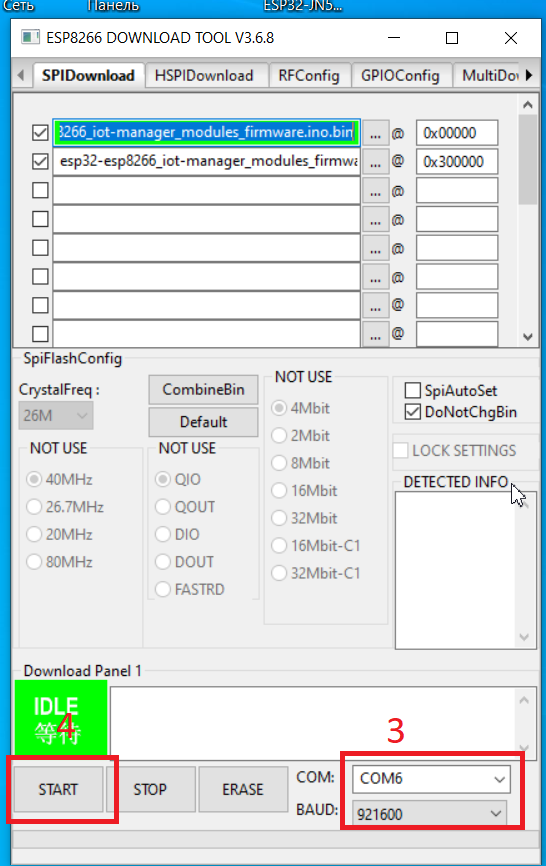 Сеть Панель ESP32-JN5...
ESP8266 DOWNLOAD TOOL V3.6.8
SPIDownload HSPIDownload RFConfig GPIOConfig MultiDow
8266_iot-manager_modules_firmware.ino.bin ... @ 0x00000
esp32-esp8266_iot-manager_modules_firmwa ... @ 0x300000
... @
... @
... @
... @
... @
... @
SpiFlashConfig
CrystalFreq :
26M
CombineBin
Default
NOT USE
40MHz
26.7MHz
20MHz
80MHz
NOT USE
QIO
QOUT
DIO
DOUT
FASTRD
NOT USE
4Mbit
2Mbit
8Mbit
16Mbit
32Mbit
16Mbit-C1
32Mbit-C1
SpiAutoSet
DoNotChgBin
LOCK SETTINGS
DETECTED INFO
Download Panel 1
IDLE
等待
4
3
START STOP ERASE
COM: COM6
BAUD: 921600